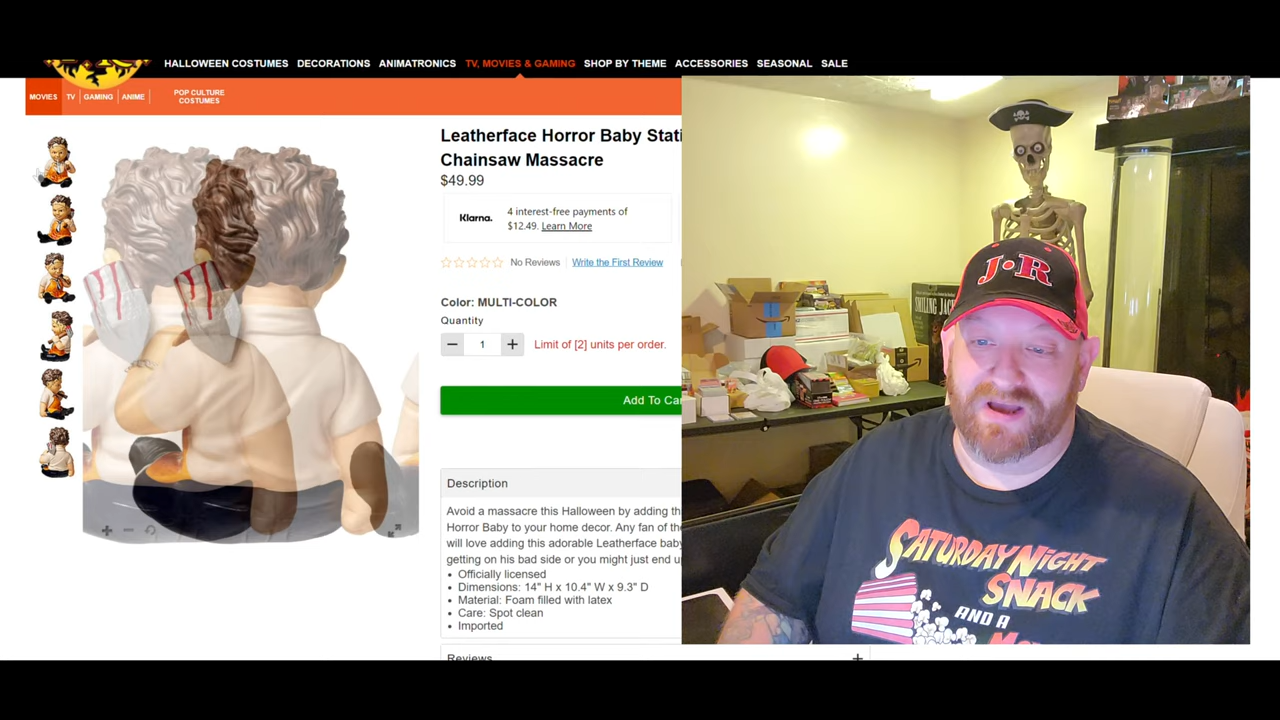 HALLOWEEN COSTUMES DECORATIONS ANIMATRONICS TV, MOVIES & GAMING SHOP BY THEME ACCESSORIES SEASONAL SALE
MOVIES TV GAMING ANIME POP CULTURE
COSTUMES
Leatherface Horror Baby Stati
Chainsaw Massacre
$49.99
Klarna. 4 interest-free payments of
$12.49. Learn More
No Reviews Write the First Review
Color: MULTI-COLOR
Quantity
1 Limit of [2] units per order.
Add To Car
Description
Avoid a massacre this Halloween by adding thi
Horror Baby to your home decor. Any fan of the
will love adding this adorable Leatherface baby
getting on his bad side or you might just end u
• Officially licensed
• Dimensions: 14" H x 10.4" W x 9.3" D
• Material: Foam filled with latex
• Care: Spot clean
• Imported
Reviews
SMILING JAC
J·R
SATURDAY NIGHT
SNACK
AND A